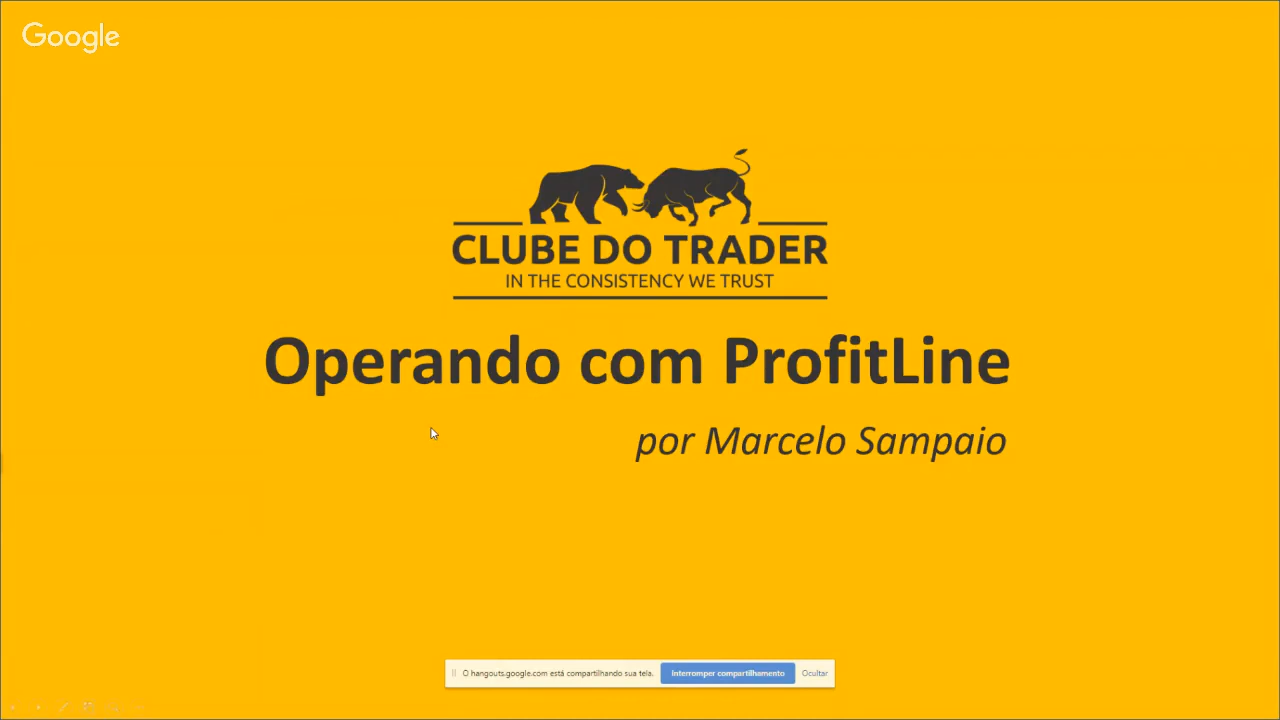 Google
CLUBE DO TRADER
IN THE CONSISTENCY WE TRUST
Operando com ProfitLine
por Marcelo Sampaio
O hangouts.google.com está compartilhando sua tela. Interromper compartilhamento Ocultar